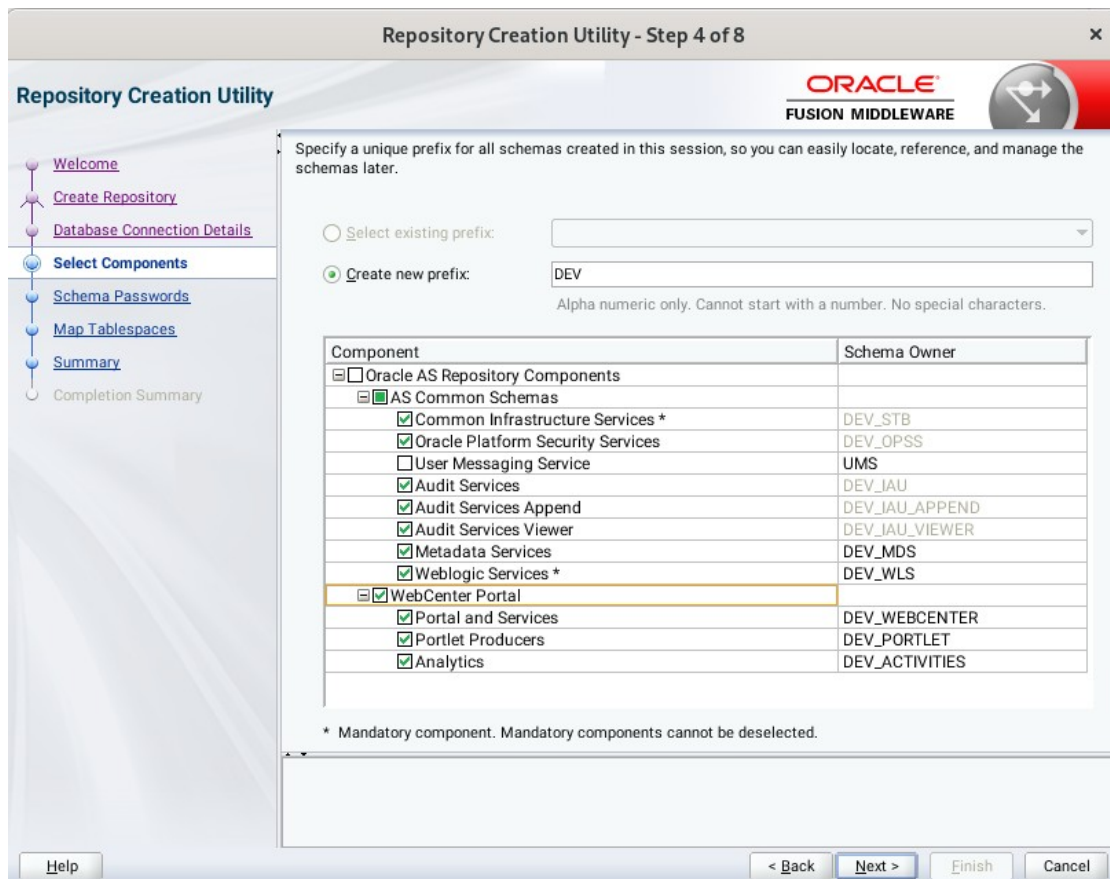 Repository Creation Utility - Step 4 of 8
×
Repository Creation Utility
ORACLE
FUSION MIDDLEWARE
Welcome
Create Repository
Database Connection Details
Select Components
Schema Passwords
Map Tablespaces
Summary
Completion Summary
Specify a unique prefix for all schemas created in this session, so you can easily locate, reference, and manage the
schemas later.
Select existing prefix:
Create new prefix: DEV
Alpha numeric only. Cannot start with a number. No special characters.
Component Schema Owner
Oracle AS Repository Components
AS Common Schemas
Common Infrastructure Services * DEV_STB
Oracle Platform Security Services DEV_OPSS
User Messaging Service UMS
Audit Services DEV_IAU
Audit Services Append DEV_IAU_APPEND
Audit Services Viewer DEV_IAU_VIEWER
Metadata Services DEV_MDS
Weblogic Services * DEV_WLS
WebCenter Portal
Portal and Services DEV_WEBCENTER
Portlet Producers DEV_PORTLET
Analytics DEV_ACTIVITIES
* Mandatory component. Mandatory components cannot be deselected.
Help < Back Next > Finish Cancel